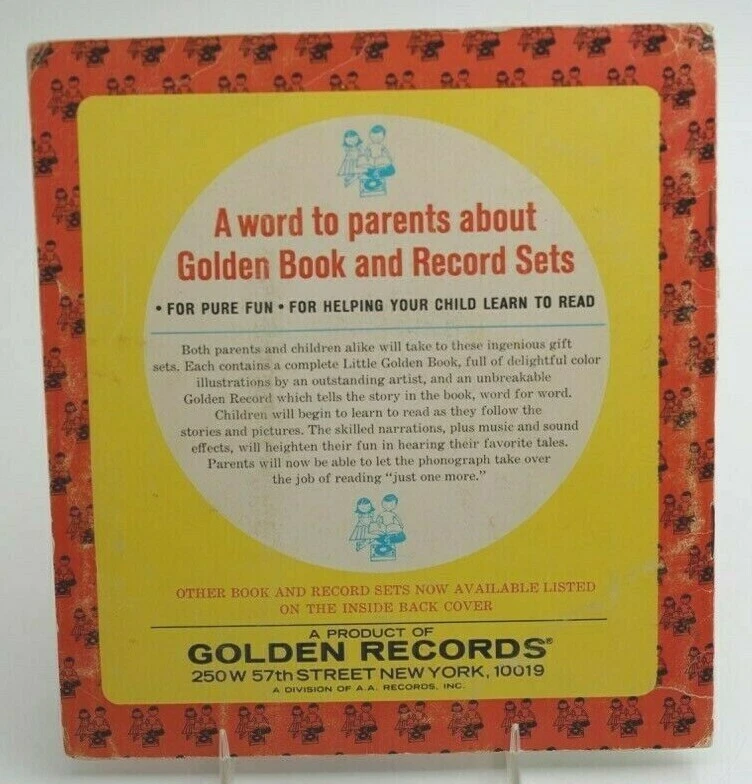 A word to parents about
Golden Book and Record Sets
• FOR PURE FUN • FOR HELPING YOUR CHILD LEARN TO READ
Both parents and children alike will take to these ingenious gift
sets. Each contains a complete Little Golden Book, full of delightful color
illustrations by an outstanding artist, and an unbreakable
Golden Record which tells the story in the book, word for word.
Children will begin to learn to read as they follow the
stories and pictures. The skilled narrations, plus music and sound
effects, will heighten their fun in hearing their favorite tales.
Parents will now be able to let the phonograph take over
the job of reading “just one more.”
OTHER BOOK AND RECORD SETS NOW AVAILABLE LISTED
ON THE INSIDE BACK COVER
A PRODUCT OF
GOLDEN RECORDS®
250 W 57th STREET NEW YORK, 10019
A DIVISION OF A.A. RECORDS, INC.